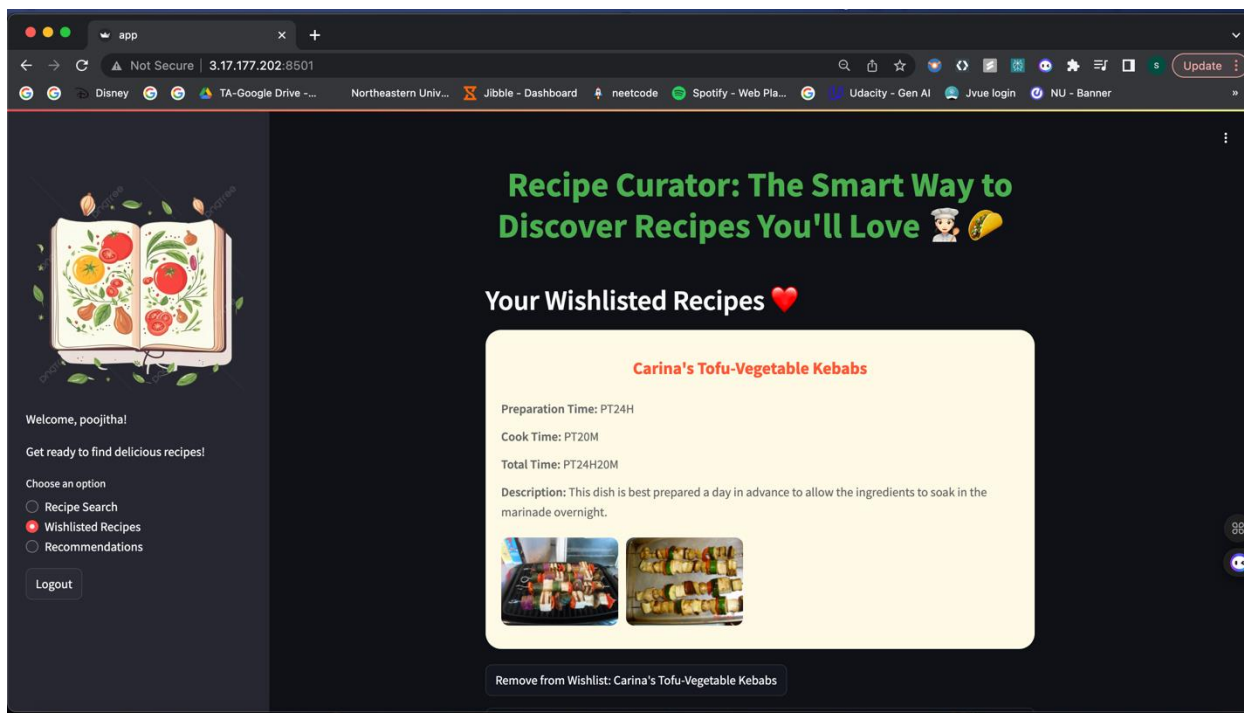 app
Not Secure | 3.17.177.202:8501
Update
Disney
TA-Google Drive -...
Northeastern Univ...
Jibble - Dashboard
neetcode
Spotify - Web Pla...
Udacity - Gen AI
Jvue login
NU - Banner
»
Welcome, poojitha!
Get ready to find delicious recipes!
Choose an option
Recipe Search
Wishlisted Recipes
Recommendations
Logout
Recipe Curator: The Smart Way to
Discover Recipes You'll Love 👩🏻‍🍳 🌮
Your Wishlisted Recipes ❤️
Carina's Tofu-Vegetable Kebabs
Preparation Time: PT24H
Cook Time: PT20M
Total Time: PT24H20M
Description: This dish is best prepared a day in advance to allow the ingredients to soak in the
marinade overnight.
Remove from Wishlist: Carina's Tofu-Vegetable Kebabs